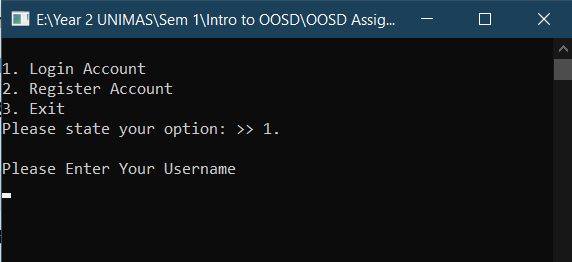 E:\Year 2 UNIMAS\Sem 1\Intro to OOSD\OOSD Assig...
1. Login Account
2. Register Account
3. Exit
Please state your option: >> 1.
Please Enter Your Username